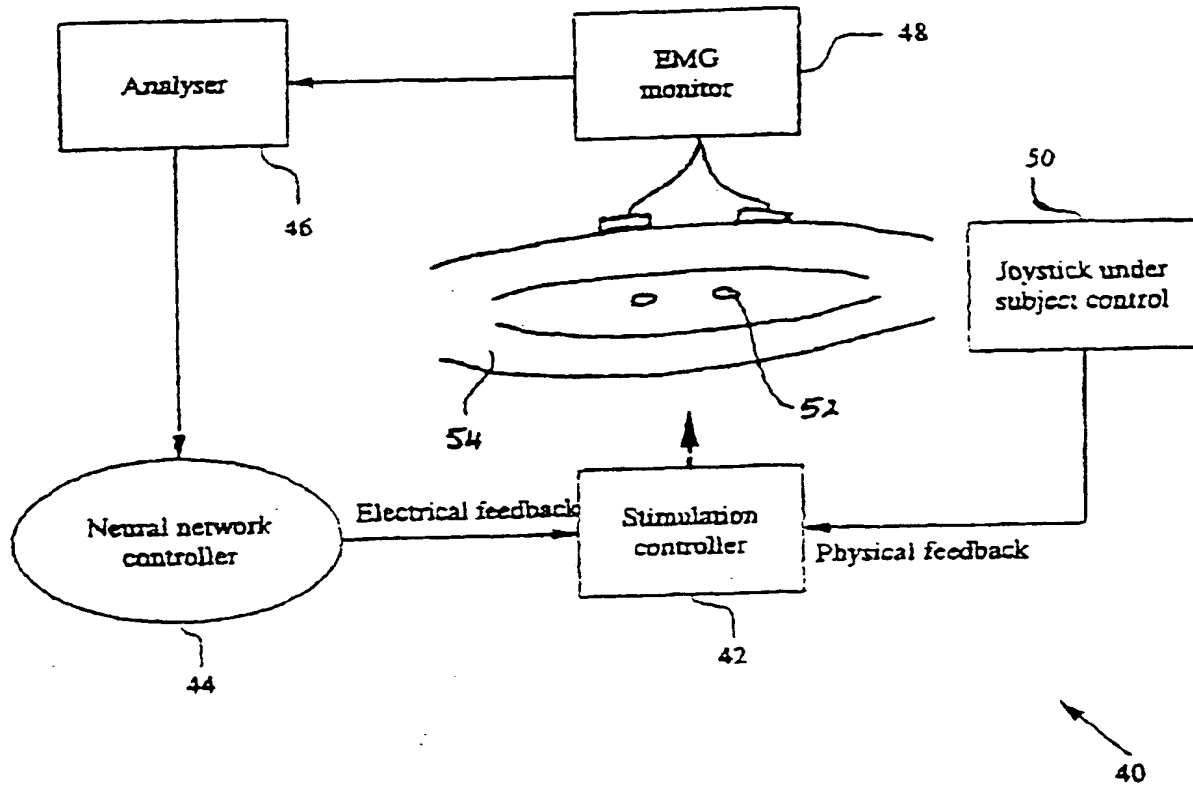 48
Analyser
EMG
monitor
50
46
Joystick under
subject control
54
52
Neural network
controller
Electrical feedback
Stimulation
controller
Physical feedback
44
42
40